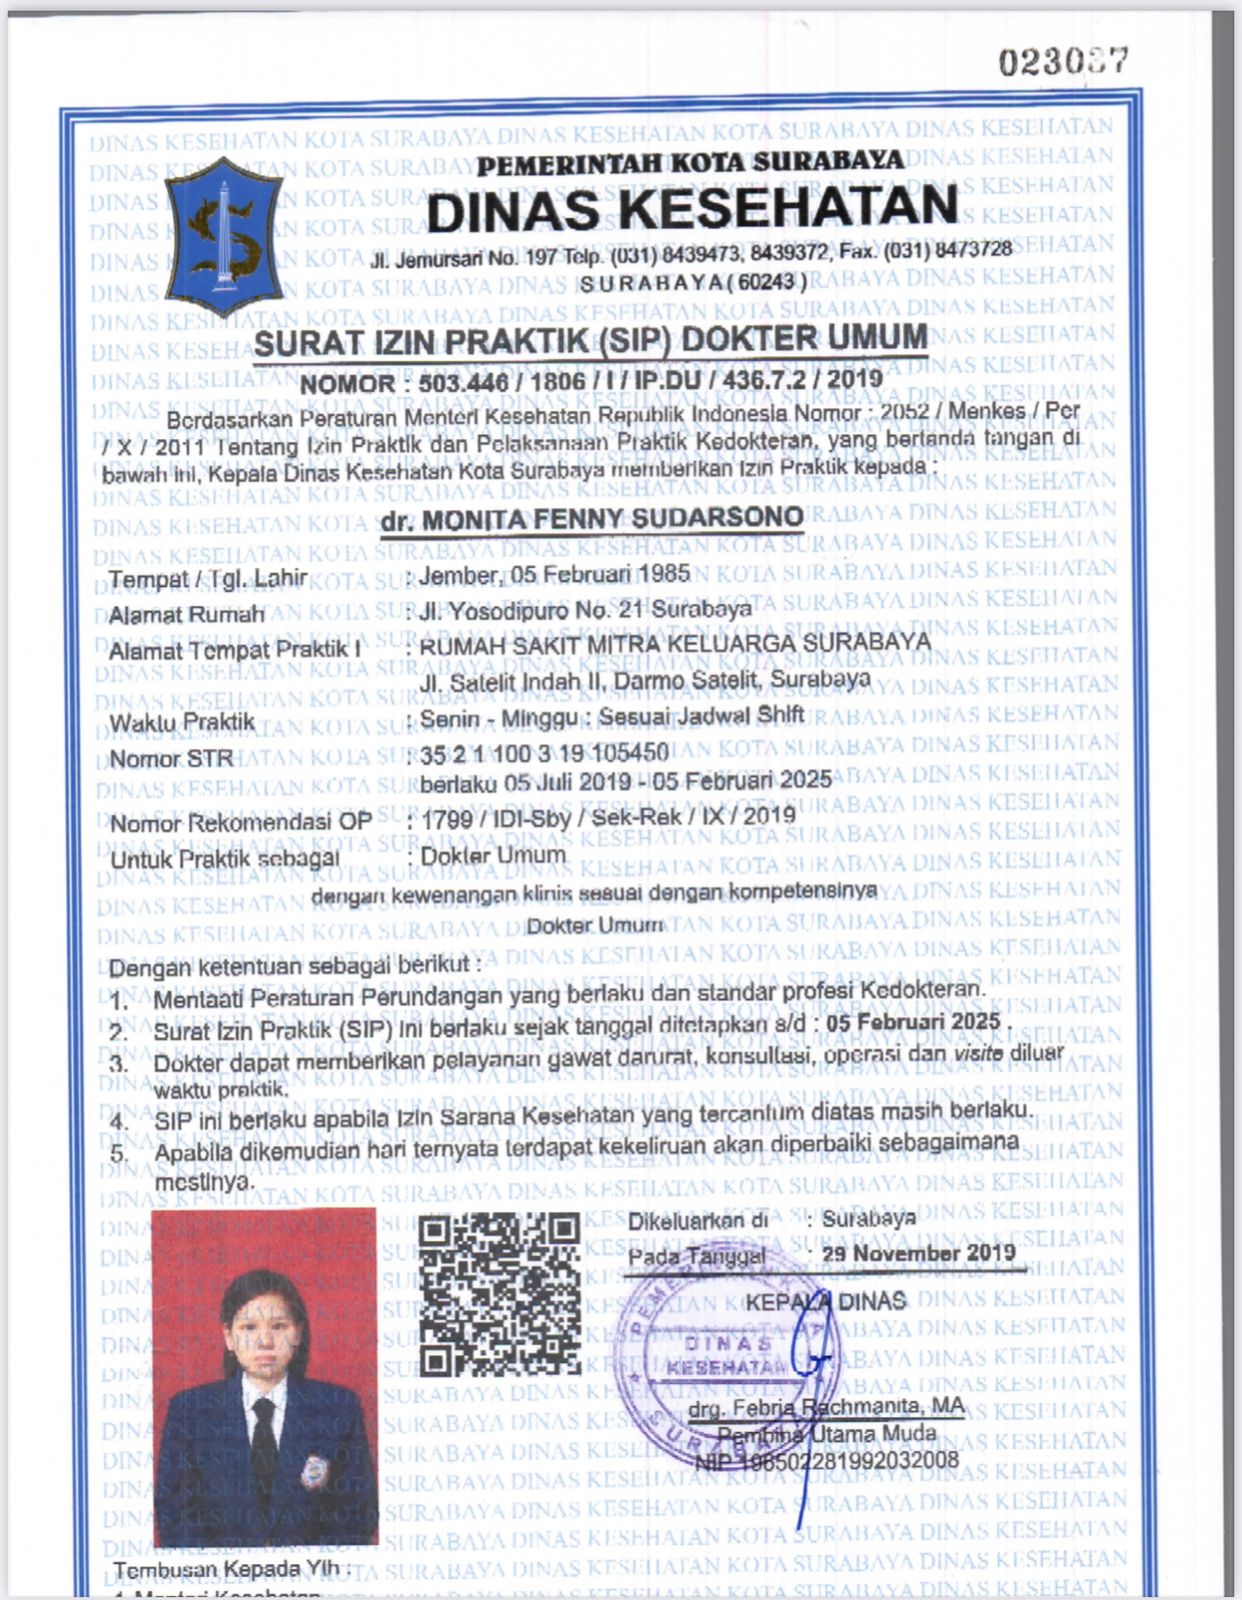 023037
PEMERINTAH KOTA SURABAYA
DINAS KESEHATAN
Jl. Jemursari No. 197 Telp. (031) 8439473, 8439372, Fax. (031) 8473728
SURABAYA (60243)
SURAT IZIN PRAKTIK (SIP) DOKTER UMUM
NOMOR : 503.446 / 1806 / I / IP.DU / 436.7.2 / 2019
Berdasarkan Peraturan Menteri Kesehatan Republik Indonesia Nomor : 2052 / Menkes / Per
/ X / 2011 Tentang Izin Praktik dan Pelaksanaan Praktik Kedokteran, yang bertanda tangan di
bawah ini, Kepala Dinas Kesehatan Kota Surabaya memberikan Izin Praktik kepada :
dr. MONITA FENNY SUDARSONO
Tempat / Tgl. Lahir : Jember, 05 Februari 1985
Alamat Rumah : Jl. Yosodipuro No. 21 Surabaya
Alamat Tempat Praktik I : RUMAH SAKIT MITRA KELUARGA SURABAYA
Jl. Satelit Indah II, Darmo Satelit, Surabaya
Waktu Praktik : Senin - Minggu : Sesuai Jadwal Shift
Nomor STR : 35 2 1 100 3 19 105450
berlaku 05 Juli 2019 - 05 Februari 2025
Nomor Rekomendasi OP : 1799 / IDI-Sby / Sek-Rek / IX / 2019
Untuk Praktik sebagai : Dokter Umum
dengan kewenangan klinis sesuai dengan kompetensinya
Dokter Umum
Dengan ketentuan sebagai berikut :
1. Mentaati Peraturan Perundangan yang berlaku dan standar profesi Kedokteran.
2. Surat Izin Praktik (SIP) ini berlaku sejak tanggal ditetapkan s/d : 05 Februari 2025 .
3. Dokter dapat memberikan pelayanan gawat darurat, konsultasi, operasi dan visite diluar
waktu praktik.
4. SIP ini berlaku apabila Izin Sarana Kesehatan yang tercantum diatas masih berlaku.
5. Apabila dikemudian hari ternyata terdapat kekeliruan akan diperbaiki sebagaimana
mestinya.
Dikeluarkan di : Surabaya
Pada Tanggal : 29 November 2019
KEPALA DINAS
DINAS
KESEHATAN
SURABAYA
drg. Febria Rachmanita, MA
Pembina Utama Muda
NIP 196502281992032008
Tembusan Kepada Yth :
1. Menteri Kesehatan